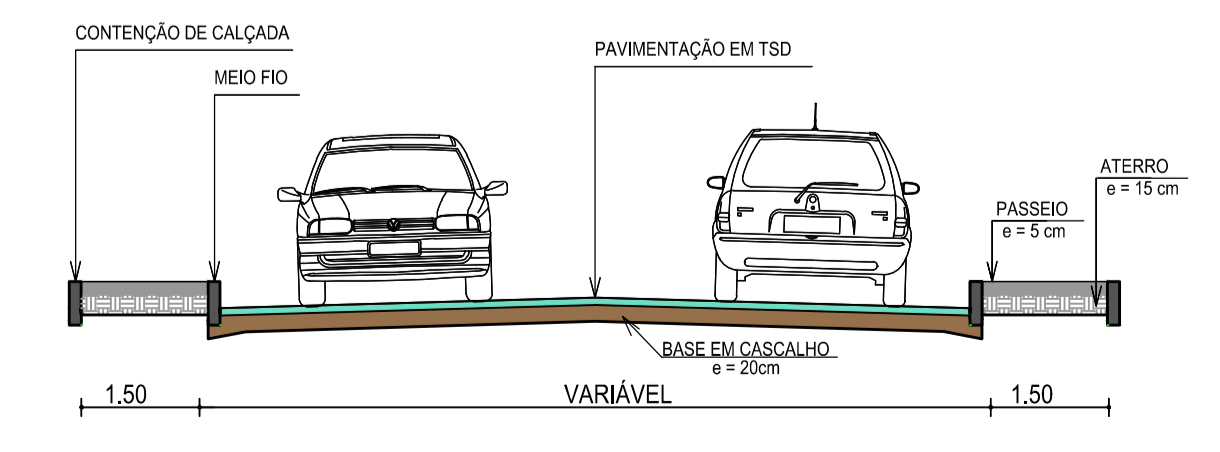 CONTENÇÃO DE CALÇADA
MEIO FIO
PAVIMENTAÇÃO EM TSD
ATERRO
e = 15 cm
PASSEIO
e = 5 cm
BASE EM CASCALHO
e = 20cm
1.50
VARIÁVEL
1.50